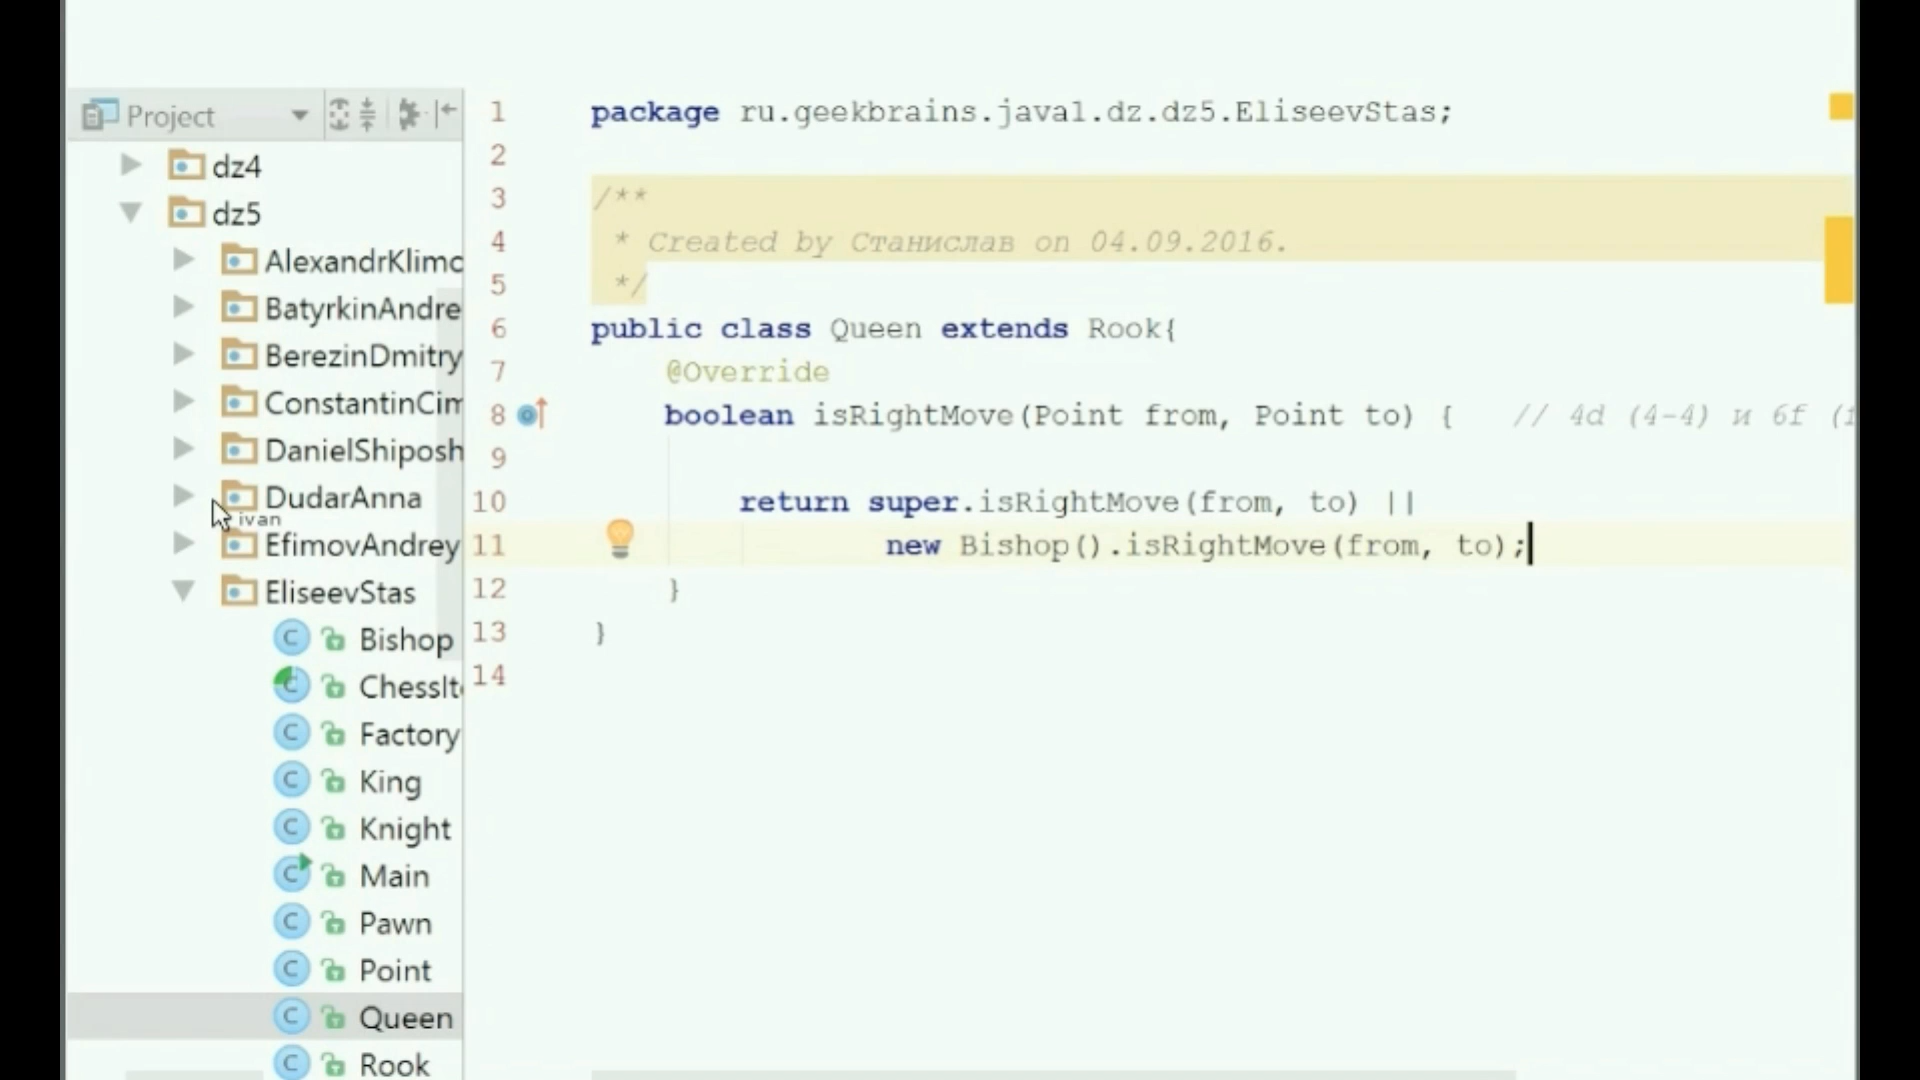 Project
dz4
dz5
AlexandrKlimo
BatyrkinAndre
BerezinDmitry
ConstantinCim
DanielShiposh
DudarAnna
ivan
EfimovAndrey
EliseevStas
Bishop
ChessIt
Factory
King
Knight
Main
Pawn
Point
Queen
Rook
1 package ru.geekbrains.java1.dz.dz5.EliseevStas;
2
3 /**
4 * Created by Станислав on 04.09.2016.
5 */
6 public class Queen extends Rook{
7 @Override
8 boolean isRightMove(Point from, Point to) { // 4d (4-4) и 6f (
9
10 return super.isRightMove(from, to) ||
11 new Bishop().isRightMove(from, to);
12 }
13 }
14